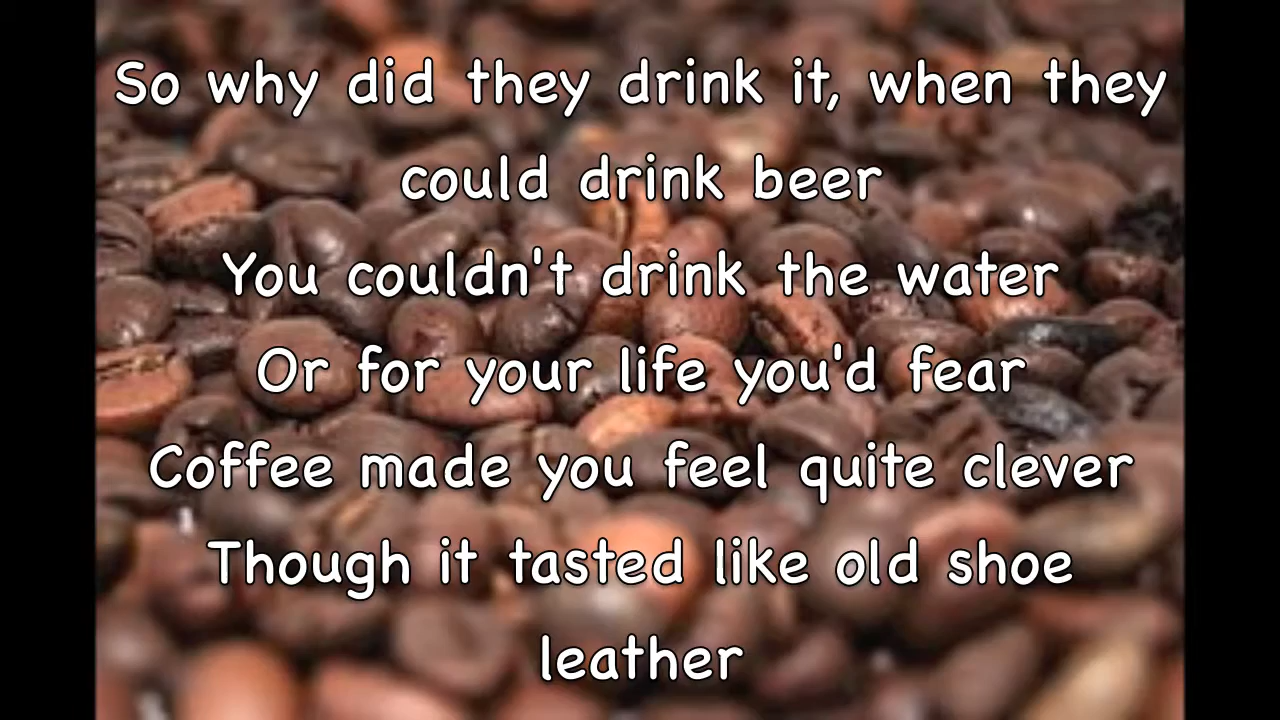 So why did they drink it, when they
could drink beer
You couldn't drink the water
Or for your life you'd fear
Coffee made you feel quite clever
Though it tasted like old shoe
leather